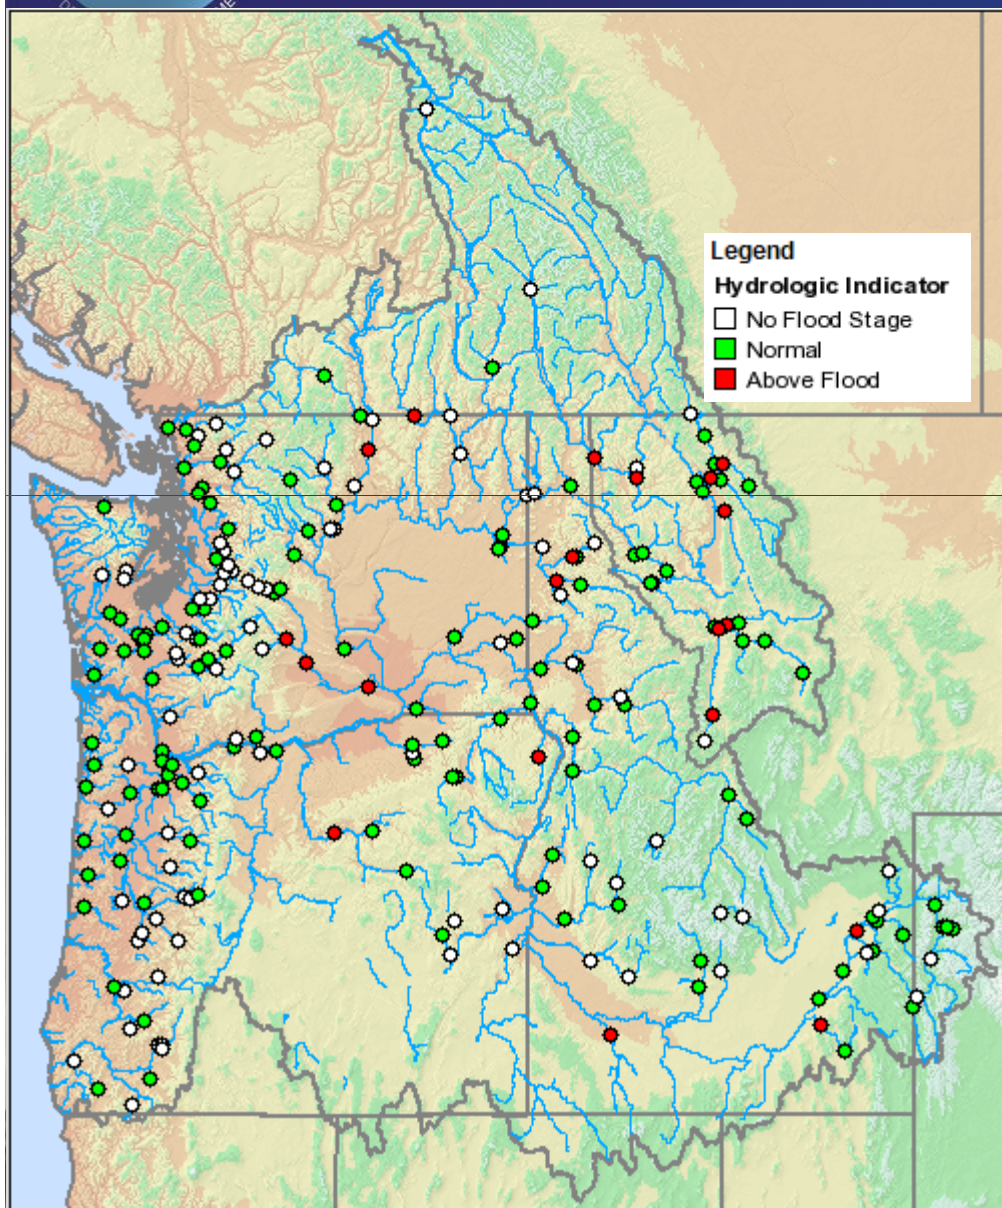 Legend
Hydrologic Indicator
No Flood Stage
Normal
Above Flood